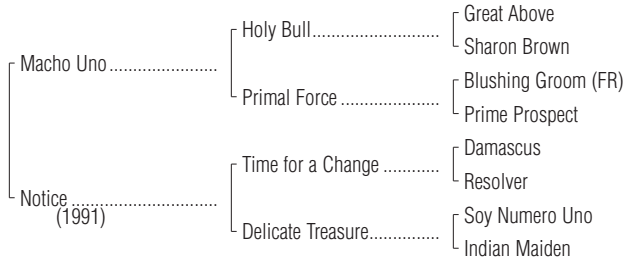 Great Above
Holy Bull
Sharon Brown
Macho Uno
Blushing Groom (FR)
Primal Force
Prime Prospect
Damascus
Time for a Change
Resolver
Notice
(1991)
Soy Numero Uno
Delicate Treasure
Indian Maiden